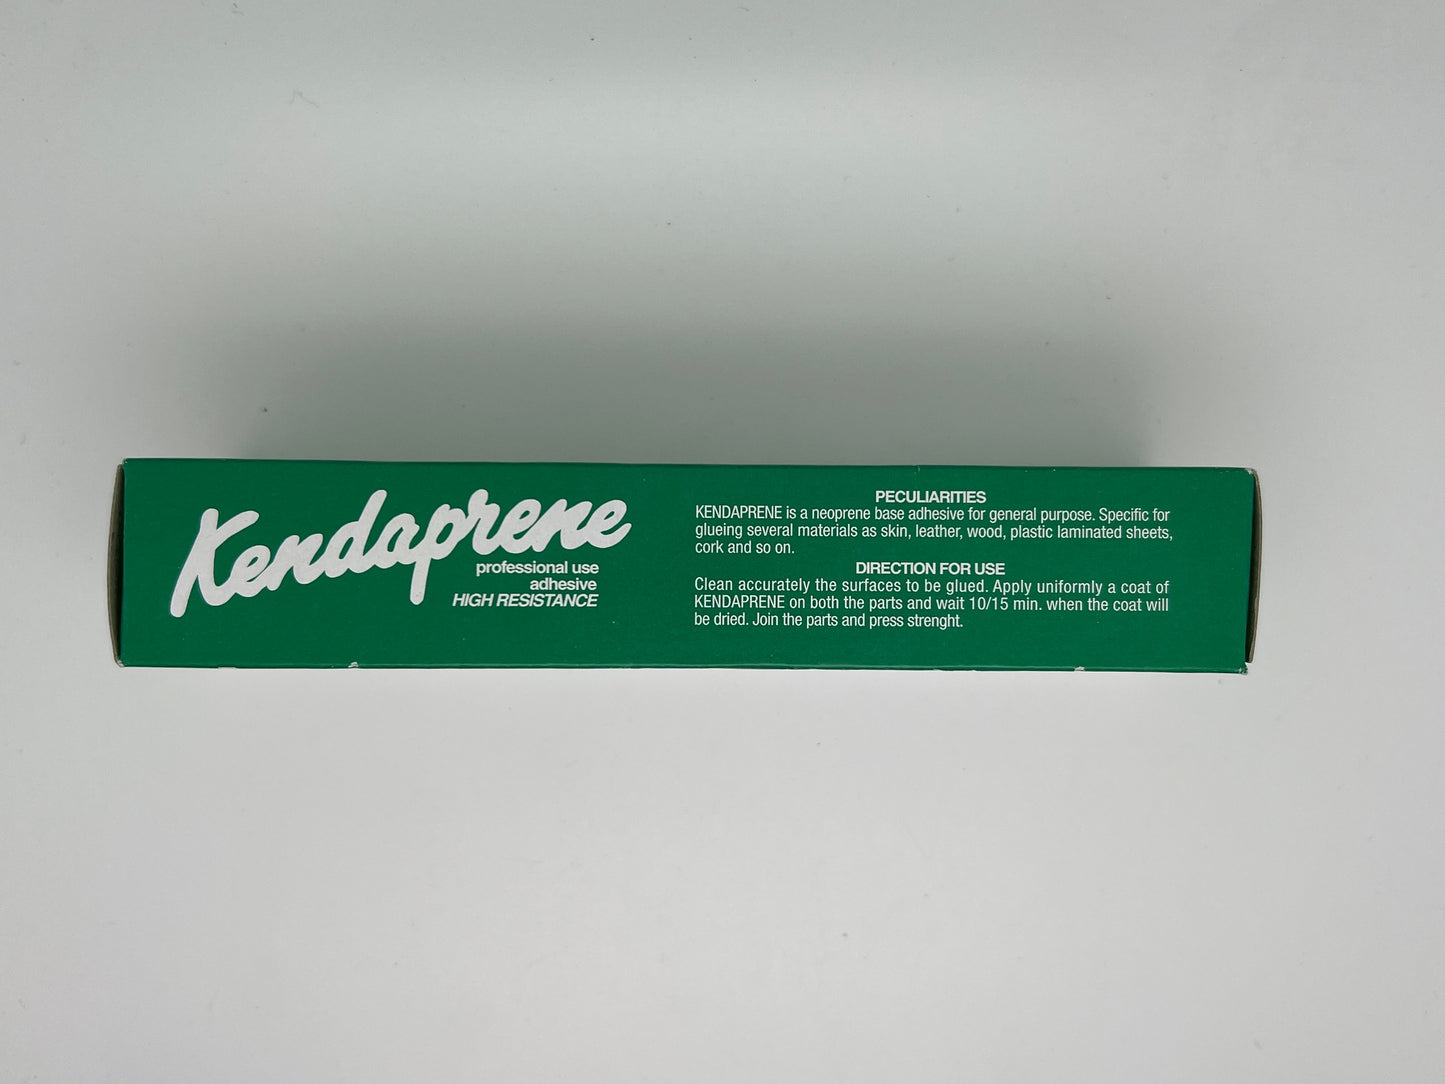 Kendaprene
professional use
adhesive
HIGH RESISTANCE
PECULIARITIES
KENDAPRENE is a neoprene base adhesive for general purpose. Specific for
glueing several materials as skin, leather, wood, plastic laminated sheets,
cork and so on.
DIRECTION FOR USE
Clean accurately the surfaces to be glued. Apply uniformly a coat of
KENDAPRENE on both the parts and wait 10/15 min. when the coat will
be dried. Join the parts and press strenght.